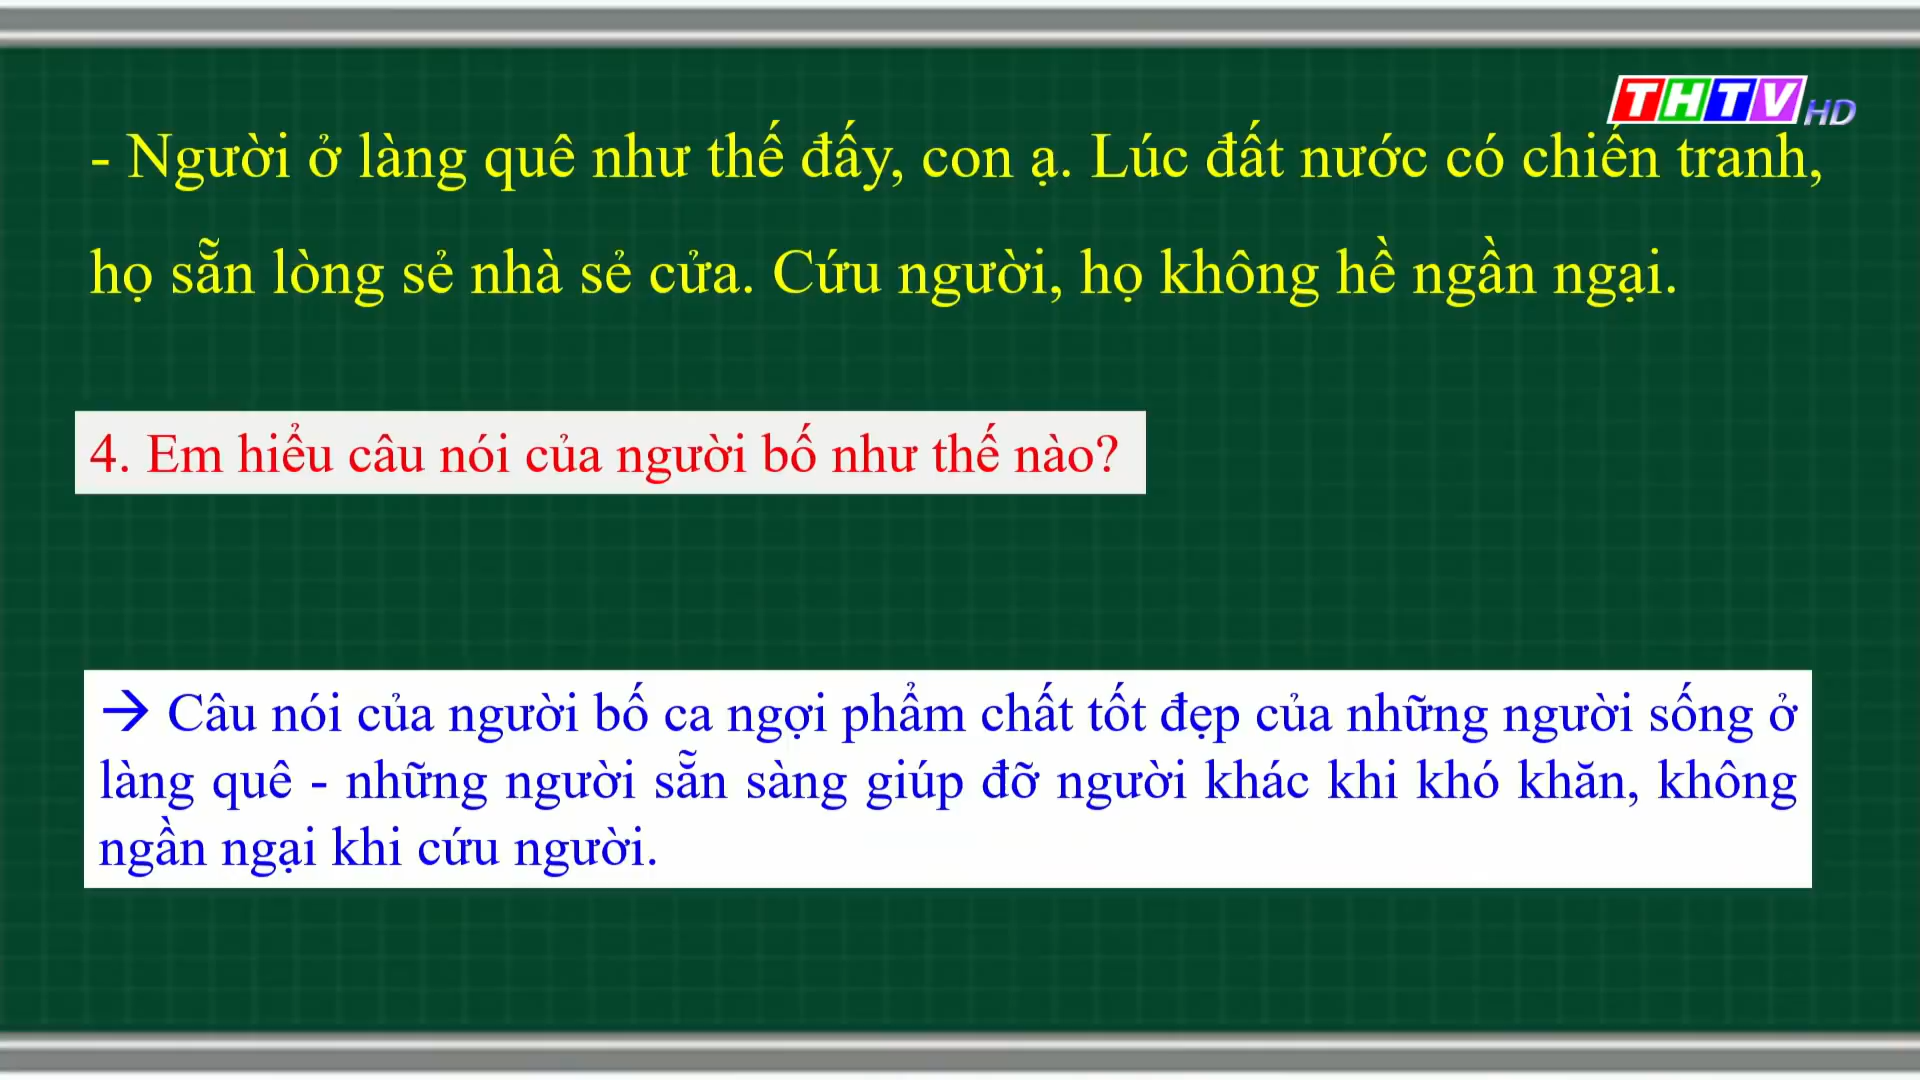 THTV HD
- Người ở làng quê như thế đấy, con ạ. Lúc đất nước có chiến tranh,
họ sẵn lòng sẻ nhà sẻ cửa. Cứu người, họ không hề ngần ngại.
4. Em hiểu câu nói của người bố như thế nào?
→ Câu nói của người bố ca ngợi phẩm chất tốt đẹp của những người sống ở
làng quê - những người sẵn sàng giúp đỡ người khác khi khó khăn, không
ngần ngại khi cứu người.